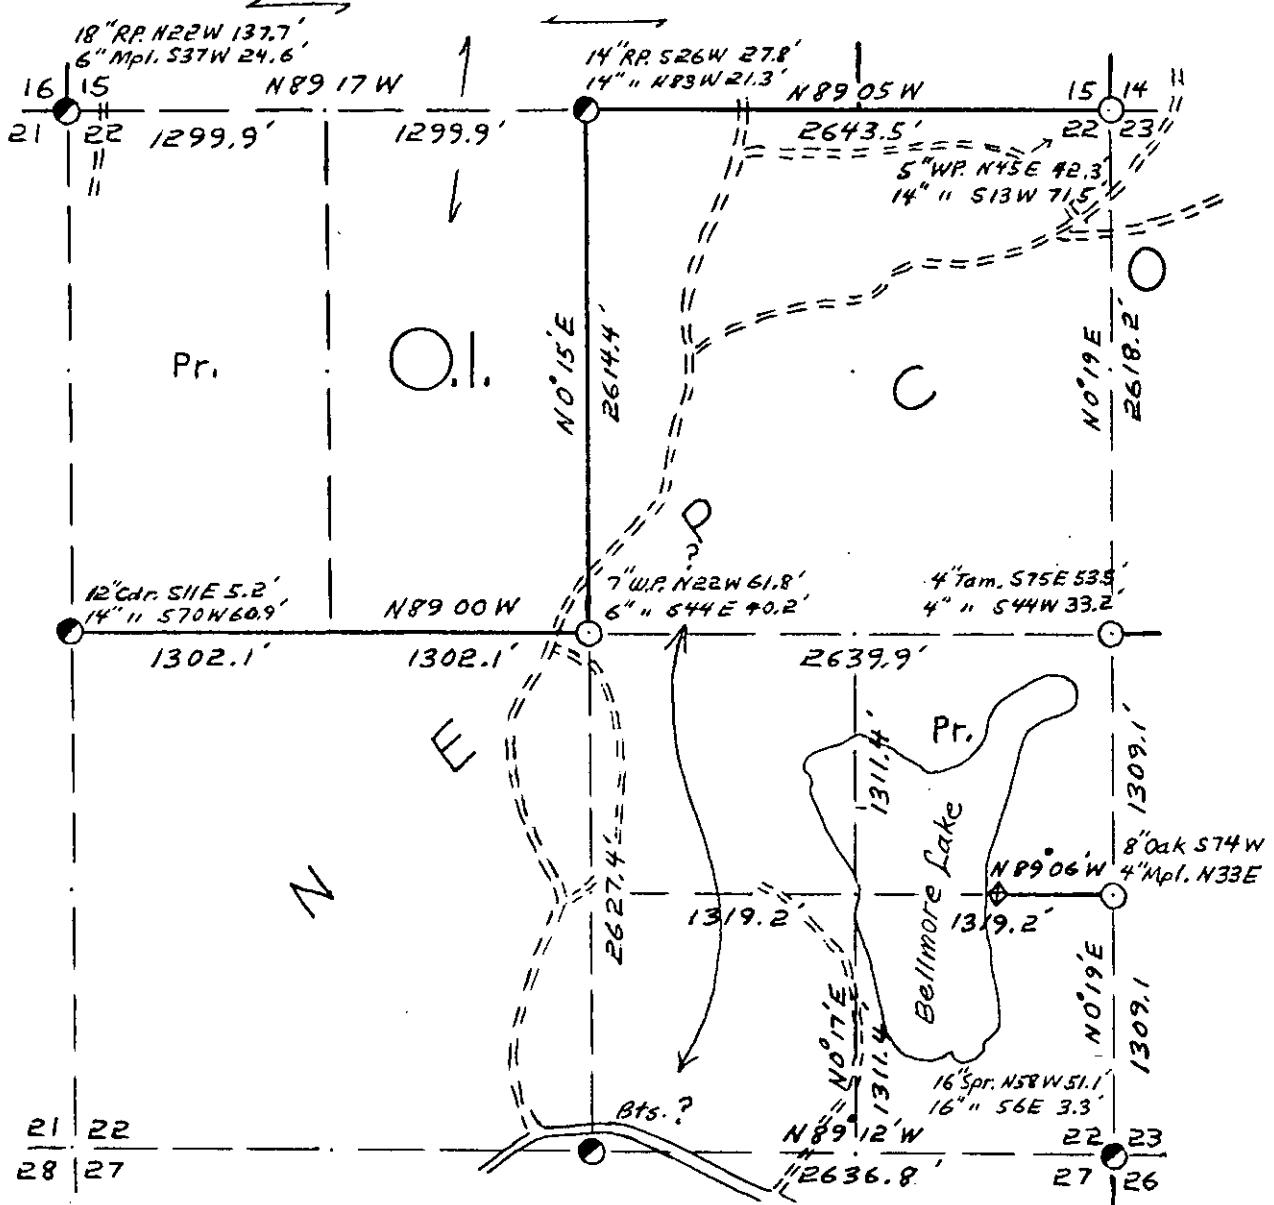 18" RP. N22W 137.7'
6" Mpl. S37W 24.6'
14" RP. S26W 27.8'
14" " N83W 21.3'
16 15
N 89 17 W
N 89 05 W
15 14
21 22
1299.9'
1299.9'
2643.5'
22 23
5" WP. N45E 42.3'
14" " S13W 71.5'
O
N0°15'E
2614.4'
N0°19'E
2618.2'
Pr.
O.I.
C
P
?
12" Cdr. S11E 5.2'
14" " S70W 60.9'
N 89 00 W
7" W.P. N22W 61.8'
6" " S44E 40.2'
4" Tam. S75E 53.5'
4" " S44W 33.2'
1302.1'
1302.1'
2639.9'
E
Pr.
1311.4'
1309.1'
N
Bellmore Lake
8" Oak S74W
N 89°06'W
4" Mpl. N33E
2627.4'
1319.2'
1319.2'
N0°17'E
1311.4'
N0°19'E
1309.1
16" Spr. N58W 51.1'
16" " S6E 3.3'
Bts. ?
21 22
N 89°12'W
22 23
28 27
2636.8'
27 26